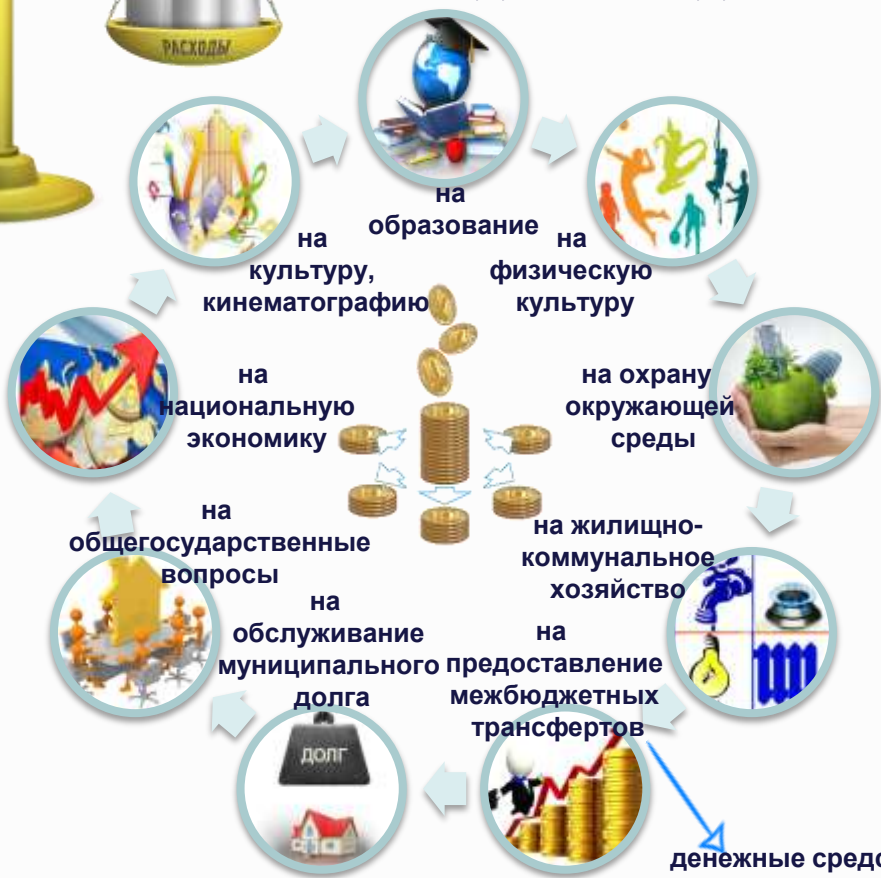 РАСХОДЫ
на
образование
на
культуру,
кинематографию
на
физическую
культуру
на
национальную
экономику
на охрану
окружающей
среды
на
общегосударственные
вопросы
на жилищно-
коммунальное
хозяйство
на
обслуживание
муниципального
долга
на
предоставление
межбюджетных
трансфертов
ДОЛГ
денежные